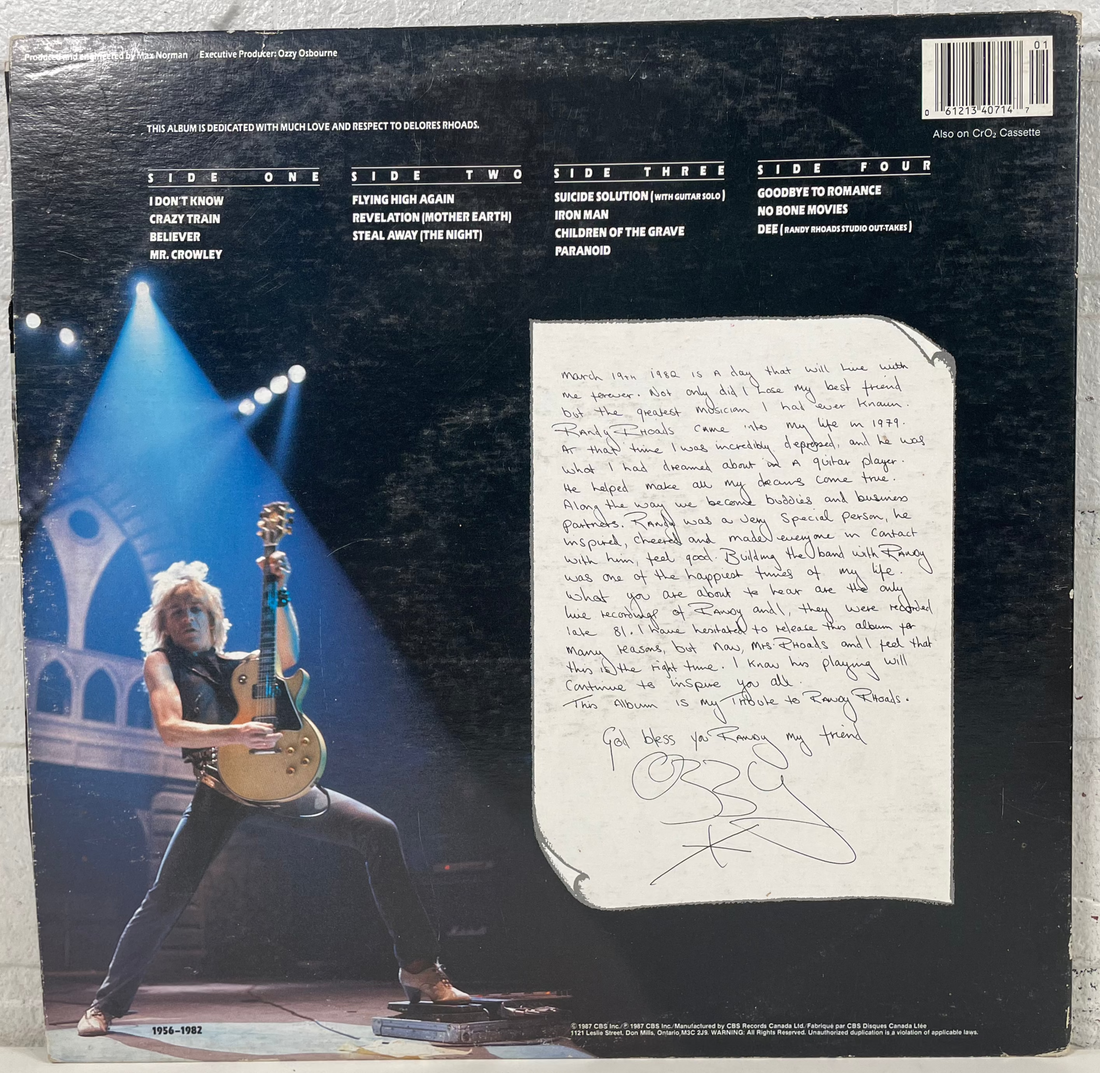 Produced and engineered by Max Norman Executive Producer: Ozzy Osbourne
01
0 61213 40714 7
Also on CrO₂ Cassette
THIS ALBUM IS DEDICATED WITH MUCH LOVE AND RESPECT TO DELORES RHOADS.
SIDE ONE
I DON'T KNOW
CRAZY TRAIN
BELIEVER
MR. CROWLEY
SIDE TWO
FLYING HIGH AGAIN
REVELATION (MOTHER EARTH)
STEAL AWAY (THE NIGHT)
SIDE THREE
SUICIDE SOLUTION (WITH GUITAR SOLO)
IRON MAN
CHILDREN OF THE GRAVE
PARANOID
SIDE FOUR
GOODBYE TO ROMANCE
NO BONE MOVIES
DEE (RANDY RHOADS STUDIO OUT-TAKES)
March 19th 1982 is a day that will live with
me forever. Not only did I lose my best friend
but the greatest musician I had ever known.
Randy Rhoads came into my life in 1979.
At that time I was incredibly depressed, and he was
what I had dreamed about in a guitar player.
He helped make all my dreams come true.
Along the way we become buddies and business
partners. Randy was a very special person, he
inspired, cheered and made everyone in contact
with him, feel good. Building the band with Randy
was one of the happiest times of my life.
What you are about to hear are the only
live recordings of Randy and I, they were recorded
late 81. I have hesitated to release this album for
many reasons, but now, Mrs. Rhoads and I feel that
this is the right time. I know his playing will
continue to inspire you all.
This Album is my Tribute to Randy Rhoads.
God bless you Randy my friend
Ozzy
1956–1982
© 1987 CBS Inc./℗ 1987 CBS Inc./Manufactured by CBS Records Canada Ltd. Fabriqué par CBS Disques Canada Ltée
1121 Leslie Street, Don Mills, Ontario, M3C 2J9. WARNING: All Rights Reserved. Unauthorized duplication is a violation of applicable laws.